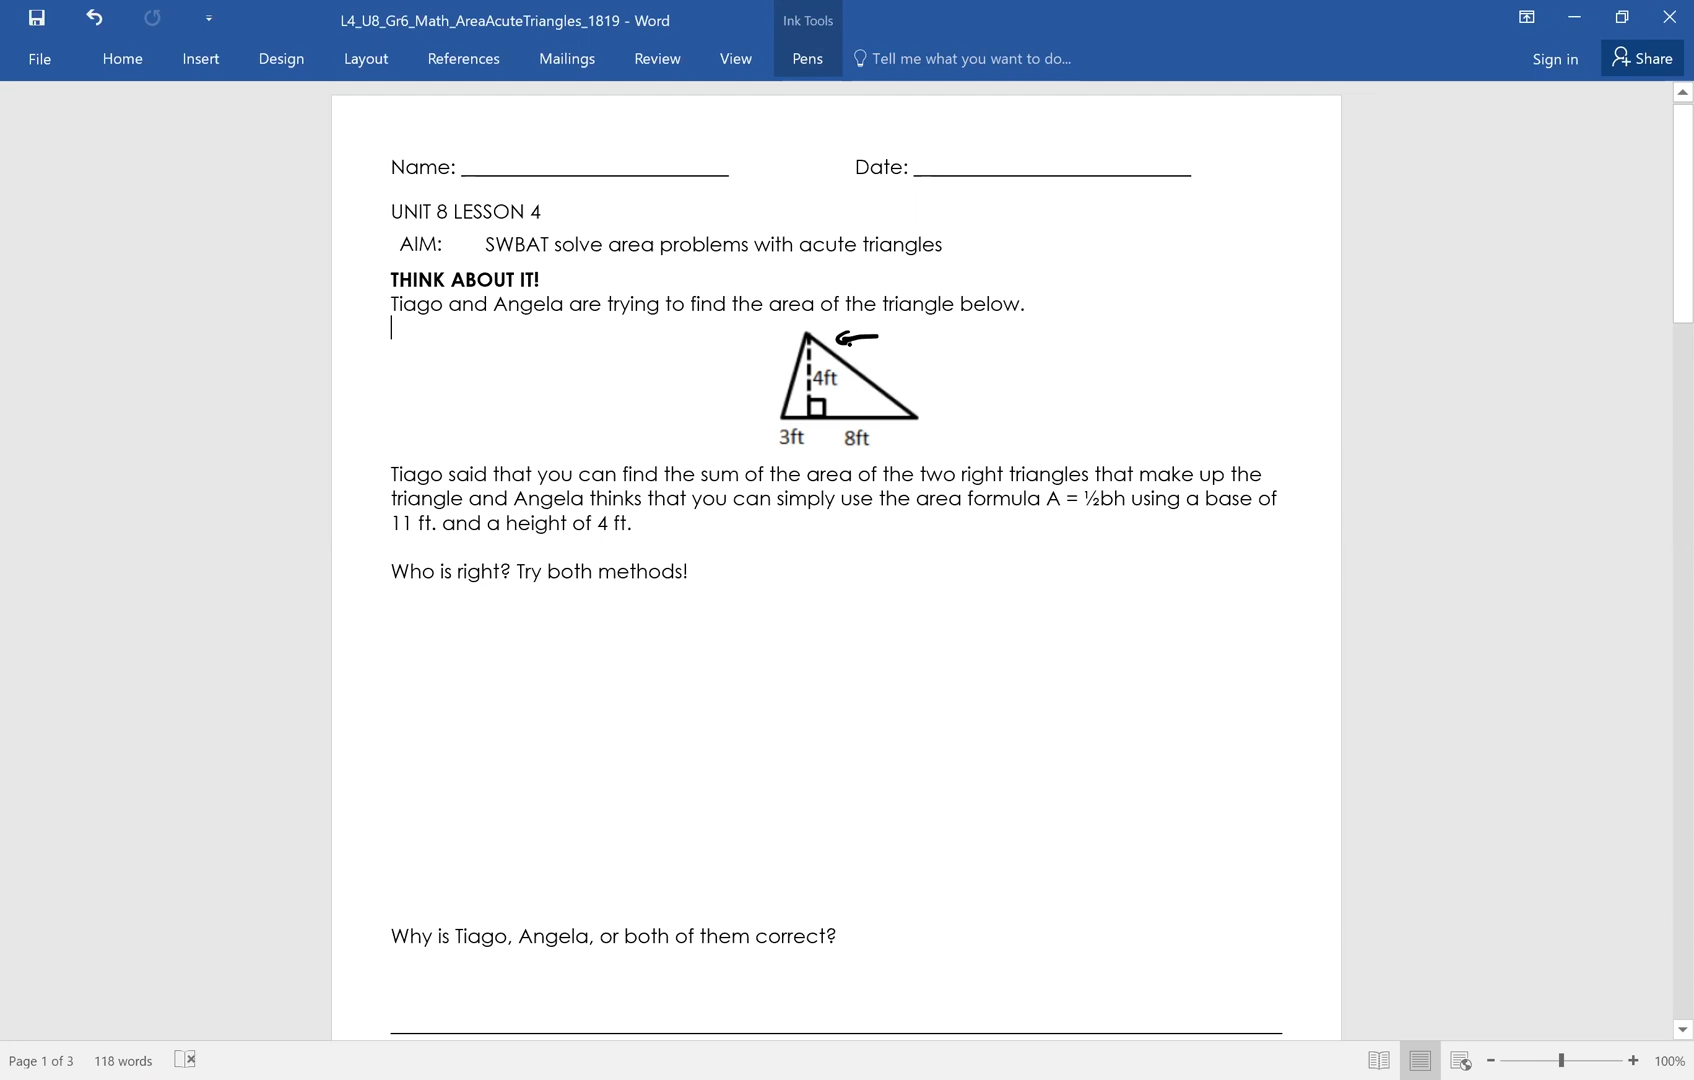 L4_U8_Gr6_Math_AreaAcuteTriangles_1819 - Word
Ink Tools
File Home Insert Design Layout References Mailings Review View Pens Tell me what you want to do... Sign in Share
Name: ________________________ Date: _________________________
UNIT 8 LESSON 4
AIM: SWBAT solve area problems with acute triangles
THINK ABOUT IT!
Tiago and Angela are trying to find the area of the triangle below.
4ft
3ft 8ft
Tiago said that you can find the sum of the area of the two right triangles that make up the
triangle and Angela thinks that you can simply use the area formula A = ½bh using a base of
11 ft. and a height of 4 ft.
Who is right? Try both methods!
Why is Tiago, Angela, or both of them correct?
Page 1 of 3 118 words 100%